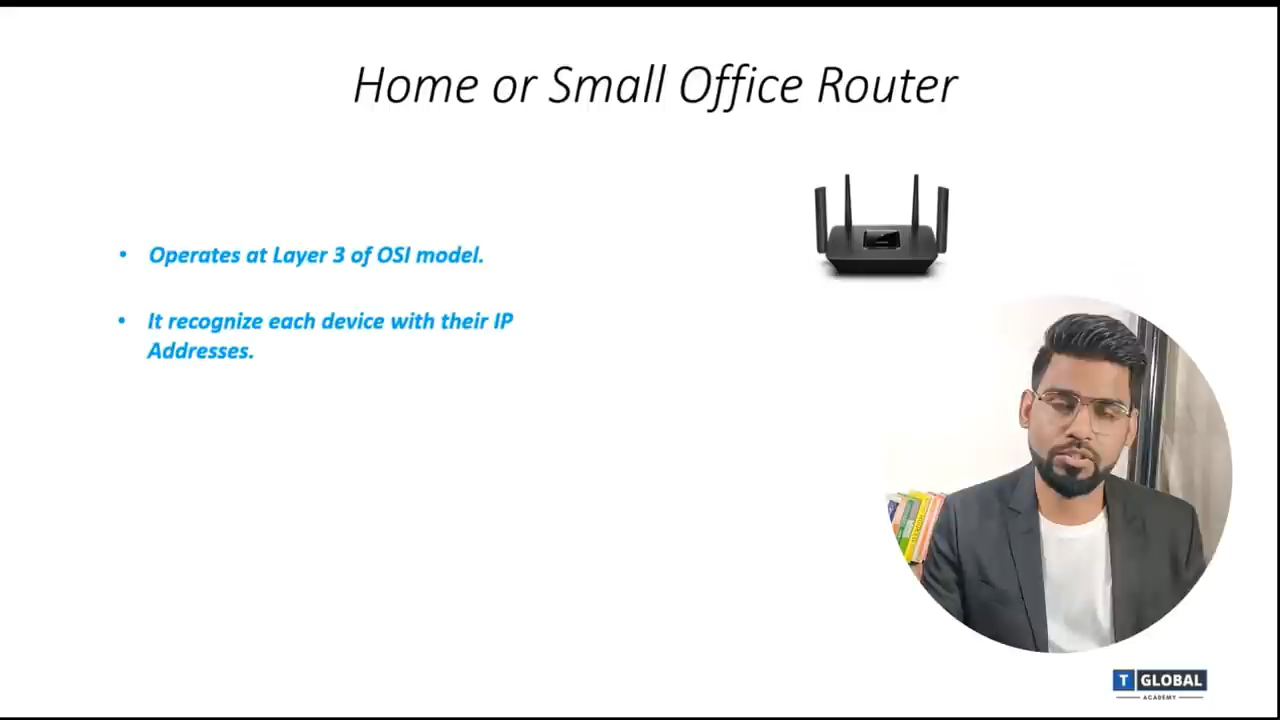 Home or Small Office Router
• Operates at Layer 3 of OSI model.
• It recognize each device with their IP
Addresses.
T GLOBAL
ACADEMY